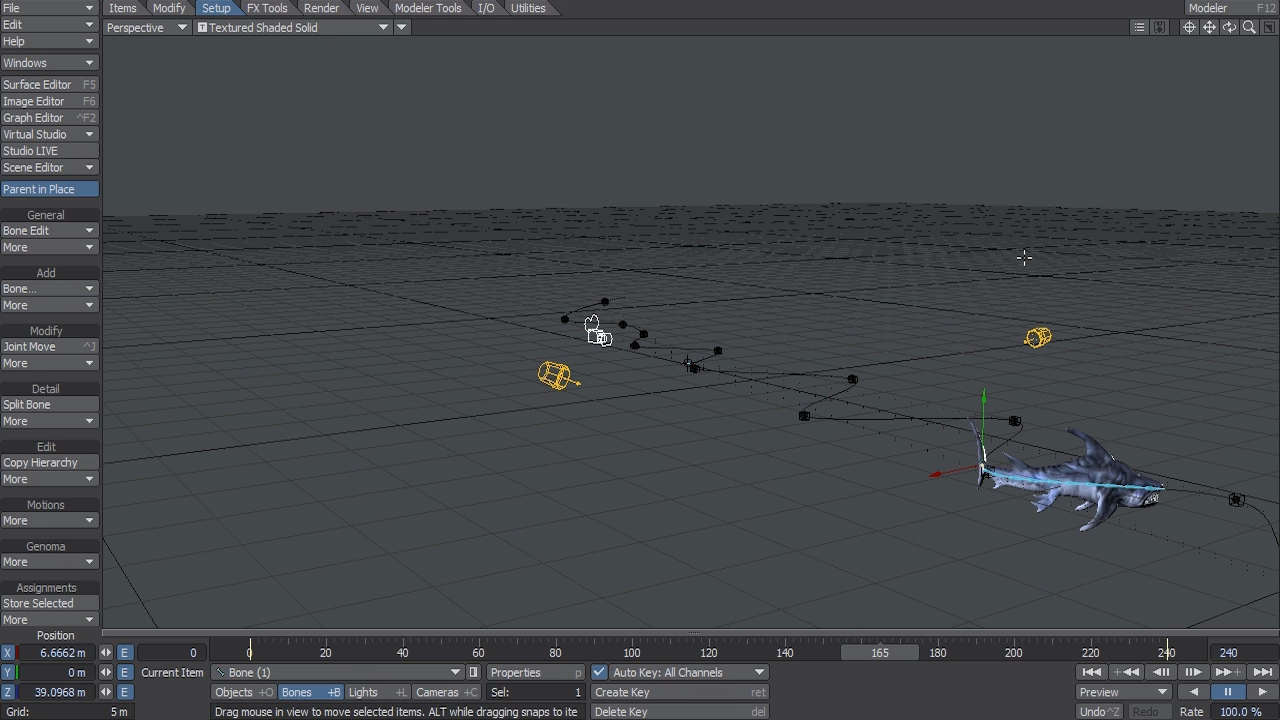 File Items Modify Setup FX Tools Render View Modeler Tools I/O Utilities Modeler F12
Edit Perspective T Textured Shaded Solid
Help
Windows
Surface Editor F5
Image Editor F6
Graph Editor ^F2
Virtual Studio
Studio LIVE
Scene Editor
Parent in Place
General
Bone Edit
More
Add
Bone...
More
Modify
Joint Move ^J
More
Detail
Split Bone
More
Edit
Copy Hierarchy
More
Motions
More
Genoma
More
Assignments
Store Selected
More
Position
X 6.6662 m E 0 0 20 40 60 80 100 120 140 165 180 200 220 240 240
Y 0 m E Current Item Bone (1) Properties p Auto Key: All Channels
Z 39.0968 m E Objects +O Bones +B Lights +L Cameras +C Sel: 1 Create Key ret Preview
Grid: 5 m Drag mouse in view to move selected items. ALT while dragging snaps to ite Delete Key del Undo ^Z Redo Rate 100.0 %